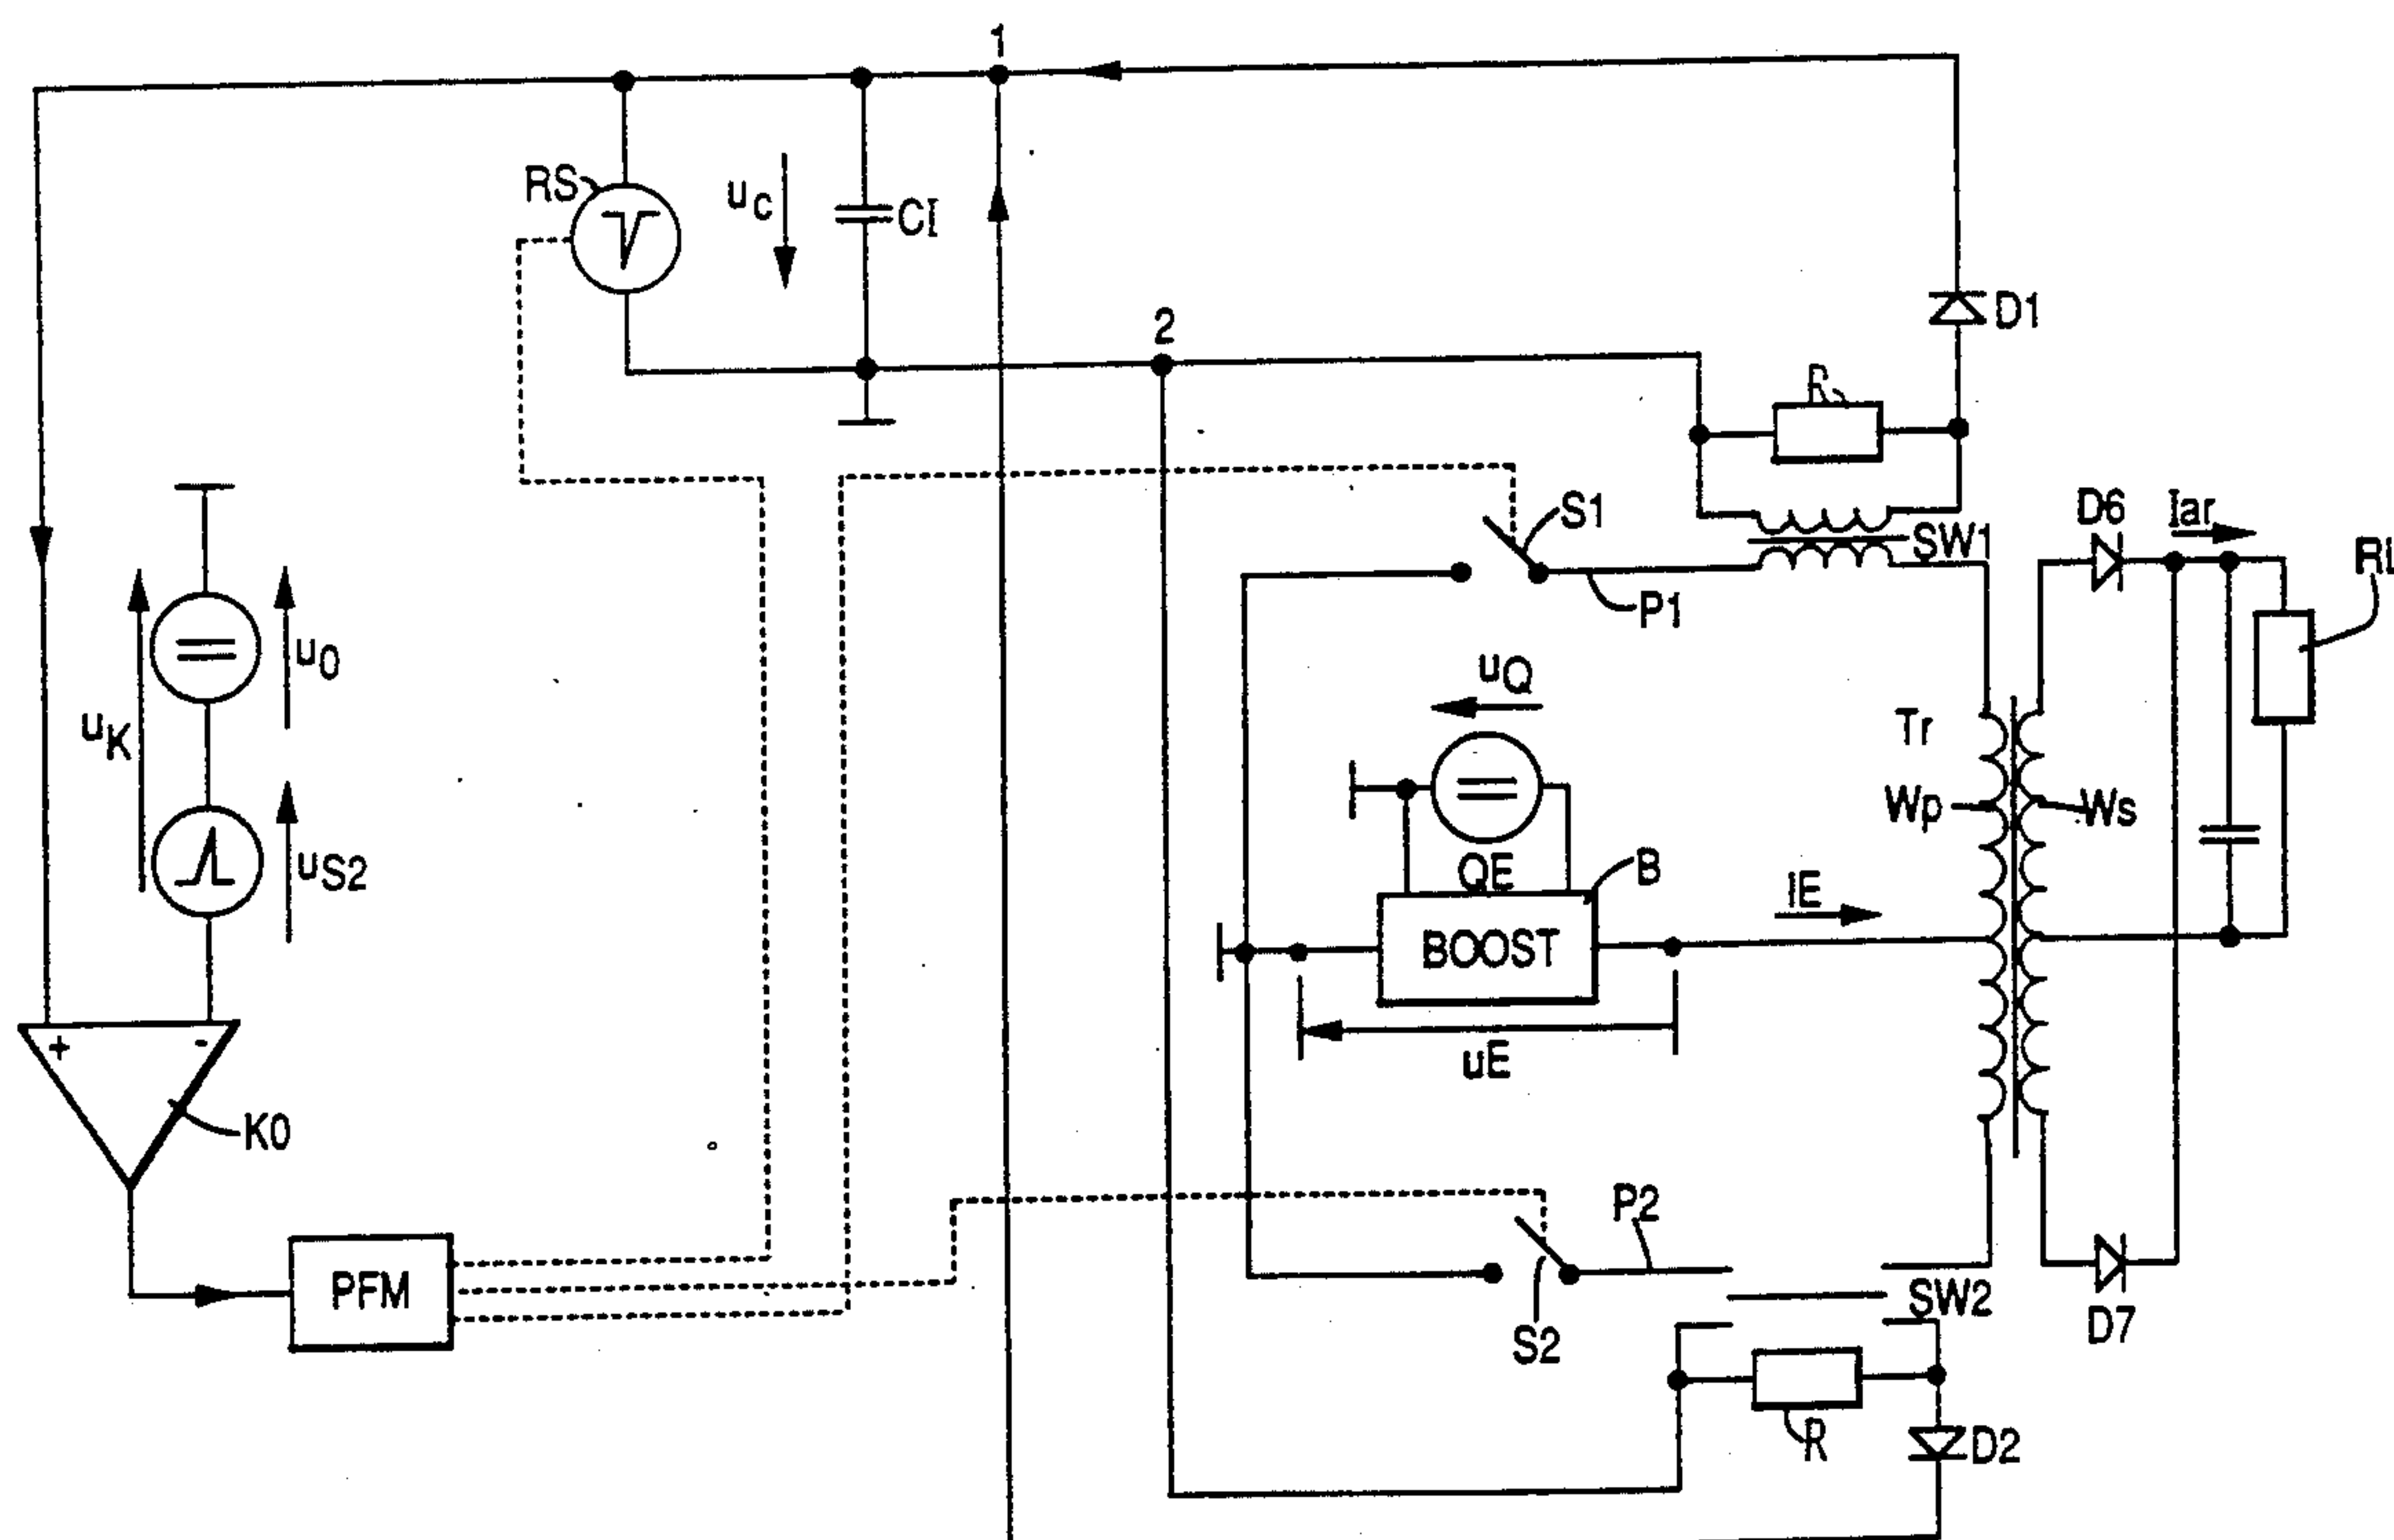 1
RS
uC
CI
2
D1
R
S1
SW1
D6
Iar
RL
P1
u0
uK
uQ
Tr
Wp
Ws
uS2
QE
B
iE
BOOST
uE
+
-
K0
P2
PFM
S2
SW2
D7
R
D2